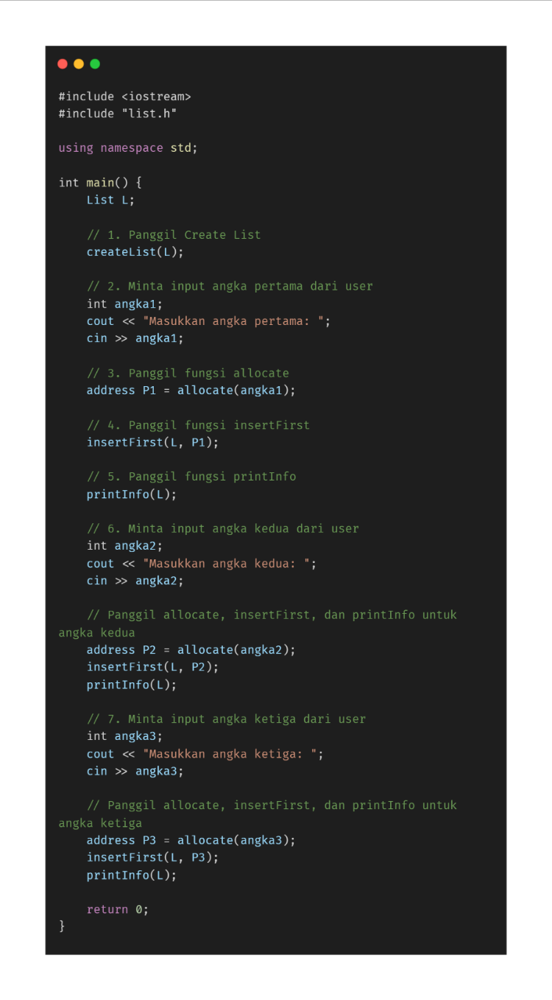 #include <iostream>
#include "list.h"
using namespace std;
int main() {
    List L;
    // 1. Panggil Create List
    createList(L);
    // 2. Minta input angka pertama dari user
    int angka1;
    cout << "Masukkan angka pertama: ";
    cin >> angka1;
    // 3. Panggil fungsi allocate
    address P1 = allocate(angka1);
    // 4. Panggil fungsi insertFirst
    insertFirst(L, P1);
    // 5. Panggil fungsi printInfo
    printInfo(L);
    // 6. Minta input angka kedua dari user
    int angka2;
    cout << "Masukkan angka kedua: ";
    cin >> angka2;
    // Panggil allocate, insertFirst, dan printInfo untuk
angka kedua
    address P2 = allocate(angka2);
    insertFirst(L, P2);
    printInfo(L);
    // 7. Minta input angka ketiga dari user
    int angka3;
    cout << "Masukkan angka ketiga: ";
    cin >> angka3;
    // Panggil allocate, insertFirst, dan printInfo untuk
angka ketiga
    address P3 = allocate(angka3);
    insertFirst(L, P3);
    printInfo(L);
    return 0;
}